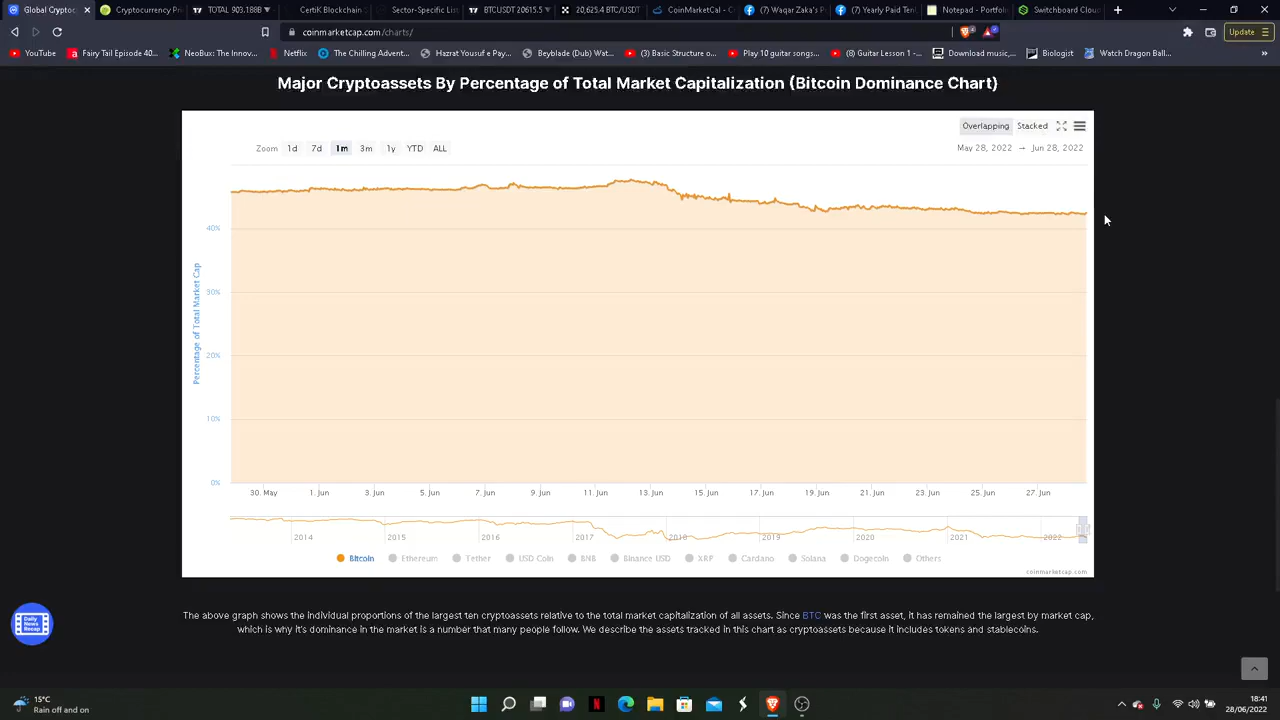 Global Cryptoc
Cryptocurrency Pri
TOTAL 903.188B
CertiK Blockchain
Sector-Specific Lis
BTCUSDT 20615.5
20,625.4 BTC/USDT
CoinMarketCal - C
(7) Waqar Zaka's P
(7) Yearly Paid Ten
Notepad - Portfoli
Switchboard Clou
coinmarketcap.com/charts/
Update
YouTube
Fairy Tail Episode 40...
NeoBux: The Innov...
Netflix
The Chilling Advent...
Hazrat Yousuf e Pay...
Beyblade (Dub) Wat...
(3) Basic Structure o...
Play 10 guitar songs...
(8) Guitar Lesson 1 -...
Download music,...
Biologist
Watch Dragon Ball...
Major Cryptoassets By Percentage of Total Market Capitalization (Bitcoin Dominance Chart)
Overlapping Stacked
Zoom 1d 7d 1m 3m 1y YTD ALL
May 28, 2022 → Jun 28, 2022
Percentage of Total Market Cap
40%
30%
20%
10%
0%
30. May 1. Jun 3. Jun 5. Jun 7. Jun 9. Jun 11. Jun 13. Jun 15. Jun 17. Jun 19. Jun 21. Jun 23. Jun 25. Jun 27. Jun
2014 2015 2016 2017 2018 2019 2020 2021 2022
Bitcoin Ethereum Tether USD Coin BNB Binance USD XRP Cardano Solana Dogecoin Others
coinmarketcap.com
Daily
News
Recap
The above graph shows the individual proportions of the largest ten cryptoassets relative to the total market capitalization of all assets. Since BTC was the first asset, it has remained the largest by market cap,
which is why it's dominance in the market is a number that many people follow. We describe the assets tracked in this chart as cryptoassets because it includes tokens and stablecoins.
15°C
Rain off and on
18:41
28/06/2022